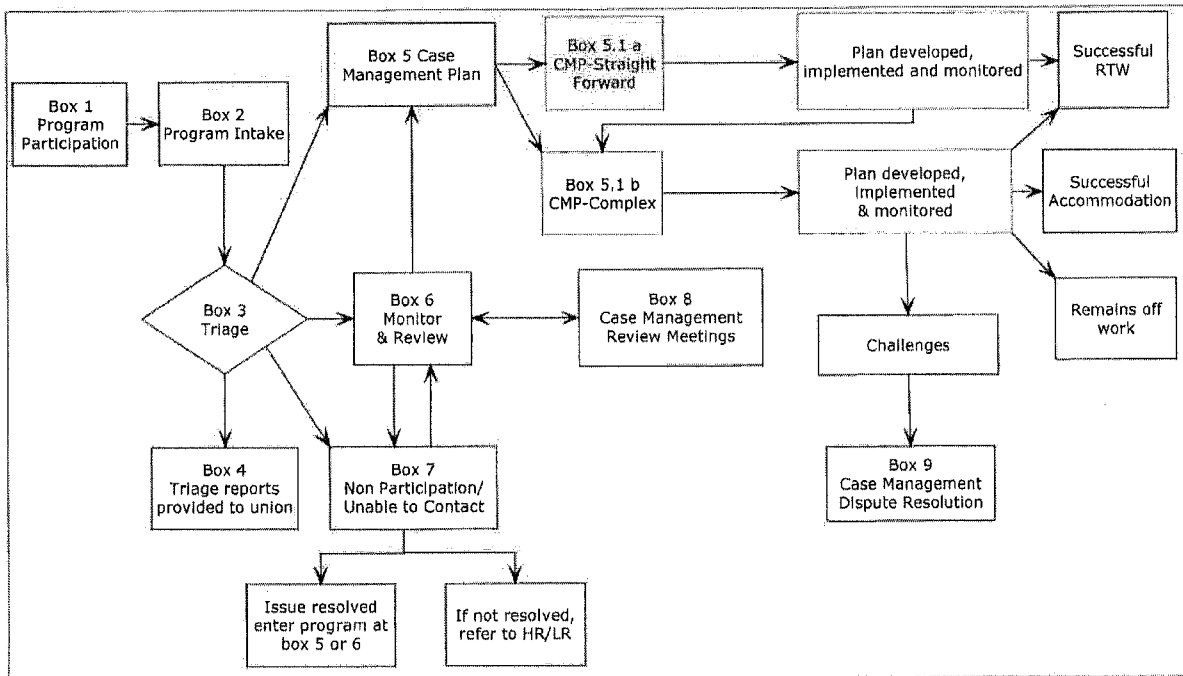 Box 1
Program
Participation
Box 2
Program Intake
Box 5 Case
Management Plan
Box 5.1 a
CMP-Straight
Forward
Plan developed,
implemented and monitored
Successful
RTW
Box 5.1 b
CMP-Complex
Plan developed,
Implemented
& monitored
Successful
Accommodation
Remains off
work
Box 3
Triage
Box 6
Monitor
& Review
Box 8
Case Management
Review Meetings
Challenges
Box 4
Triage reports
provided to union
Box 7
Non Participation/
Unable to Contact
Box 9
Case Management
Dispute Resolution
Issue resolved
enter program at
box 5 or 6
If not resolved,
refer to HR/LR